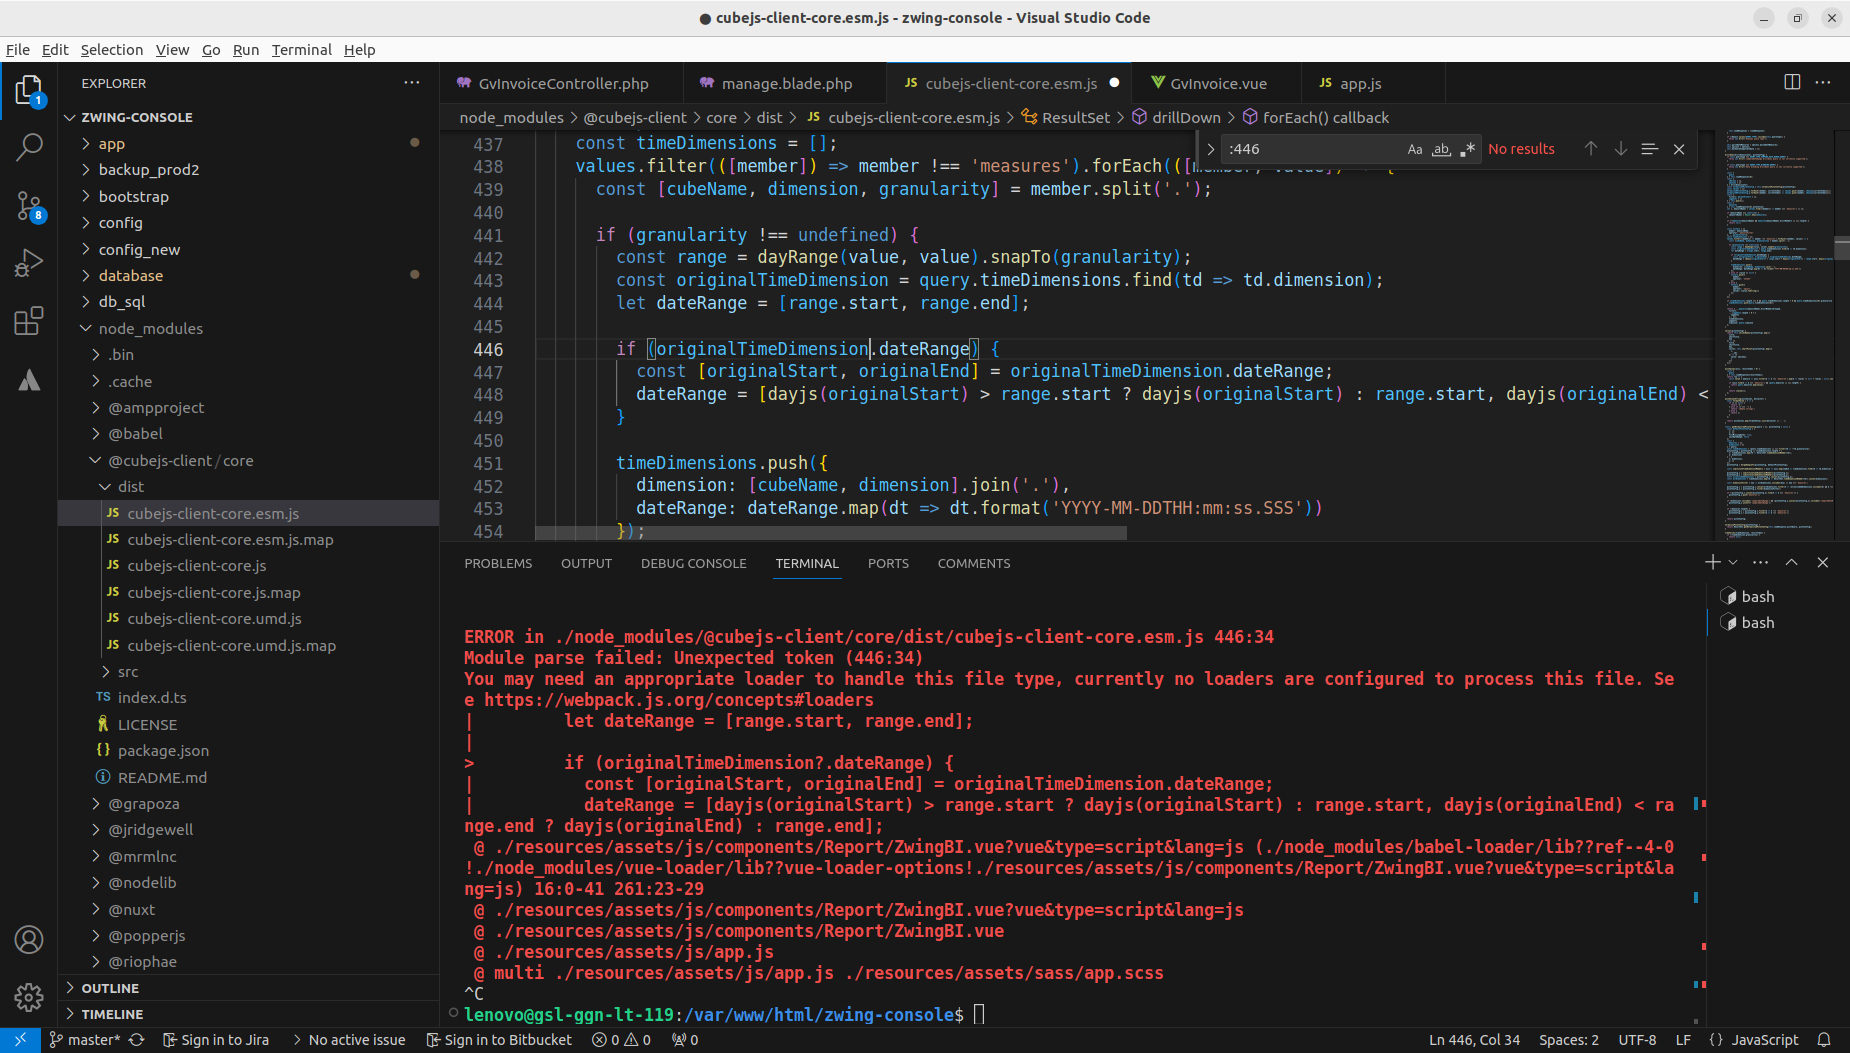 ● cubejs-client-core.esm.js - zwing-console - Visual Studio Code
File Edit Selection View Go Run Terminal Help
1
8
EXPLORER
ZWING-CONSOLE
app
backup_prod2
bootstrap
config
config_new
database
db_sql
node_modules
.bin
.cache
@ampproject
@babel
@cubejs-client / core
dist
JS cubejs-client-core.esm.js
JS cubejs-client-core.esm.js.map
JS cubejs-client-core.js
JS cubejs-client-core.js.map
JS cubejs-client-core.umd.js
JS cubejs-client-core.umd.js.map
src
TS index.d.ts
LICENSE
{} package.json
README.md
@grapoza
@jridgewell
@mrmlnc
@nodelib
@nuxt
@popperjs
@riophae
OUTLINE
TIMELINE
GvInvoiceController.php
manage.blade.php
JS cubejs-client-core.esm.js
GvInvoice.vue
JS app.js
node_modules > @cubejs-client > core > dist > JS cubejs-client-core.esm.js > ResultSet > drillDown > forEach() callback
:446 Aa ab .* No results
437 const timeDimensions = [];
438 values.filter(([member]) => member !== 'measures').forEach(([
439 const [cubeName, dimension, granularity] = member.split('.');
440
441 if (granularity !== undefined) {
442 const range = dayRange(value, value).snapTo(granularity);
443 const originalTimeDimension = query.timeDimensions.find(td => td.dimension);
444 let dateRange = [range.start, range.end];
445
446 if (originalTimeDimension.dateRange) {
447 const [originalStart, originalEnd] = originalTimeDimension.dateRange;
448 dateRange = [dayjs(originalStart) > range.start ? dayjs(originalStart) : range.start, dayjs(originalEnd) <
449 }
450
451 timeDimensions.push({
452 dimension: [cubeName, dimension].join('.'),
453 dateRange: dateRange.map(dt => dt.format('YYYY-MM-DDTHH:mm:ss.SSS'))
454 });
PROBLEMS OUTPUT DEBUG CONSOLE TERMINAL PORTS COMMENTS
bash
bash
ERROR in ./node_modules/@cubejs-client/core/dist/cubejs-client-core.esm.js 446:34
Module parse failed: Unexpected token (446:34)
You may need an appropriate loader to handle this file type, currently no loaders are configured to process this file. Se
e https://webpack.js.org/concepts#loaders
| let dateRange = [range.start, range.end];
|
> if (originalTimeDimension?.dateRange) {
| const [originalStart, originalEnd] = originalTimeDimension.dateRange;
| dateRange = [dayjs(originalStart) > range.start ? dayjs(originalStart) : range.start, dayjs(originalEnd) < ra
nge.end ? dayjs(originalEnd) : range.end];
@ ./resources/assets/js/components/Report/ZwingBI.vue?vue&type=script&lang=js (./node_modules/babel-loader/lib??ref--4-0
!./node_modules/vue-loader/lib??vue-loader-options!./resources/assets/js/components/Report/ZwingBI.vue?vue&type=script&la
ng=js) 16:0-41 261:23-29
@ ./resources/assets/js/components/Report/ZwingBI.vue?vue&type=script&lang=js
@ ./resources/assets/js/components/Report/ZwingBI.vue
@ ./resources/assets/js/app.js
@ multi ./resources/assets/js/app.js ./resources/assets/sass/app.scss
^C
lenovo@gsl-ggn-lt-119:/var/www/html/zwing-console$
master* Sign in to Jira No active issue Sign in to Bitbucket 0 0 0 Ln 446, Col 34 Spaces: 2 UTF-8 LF {} JavaScript